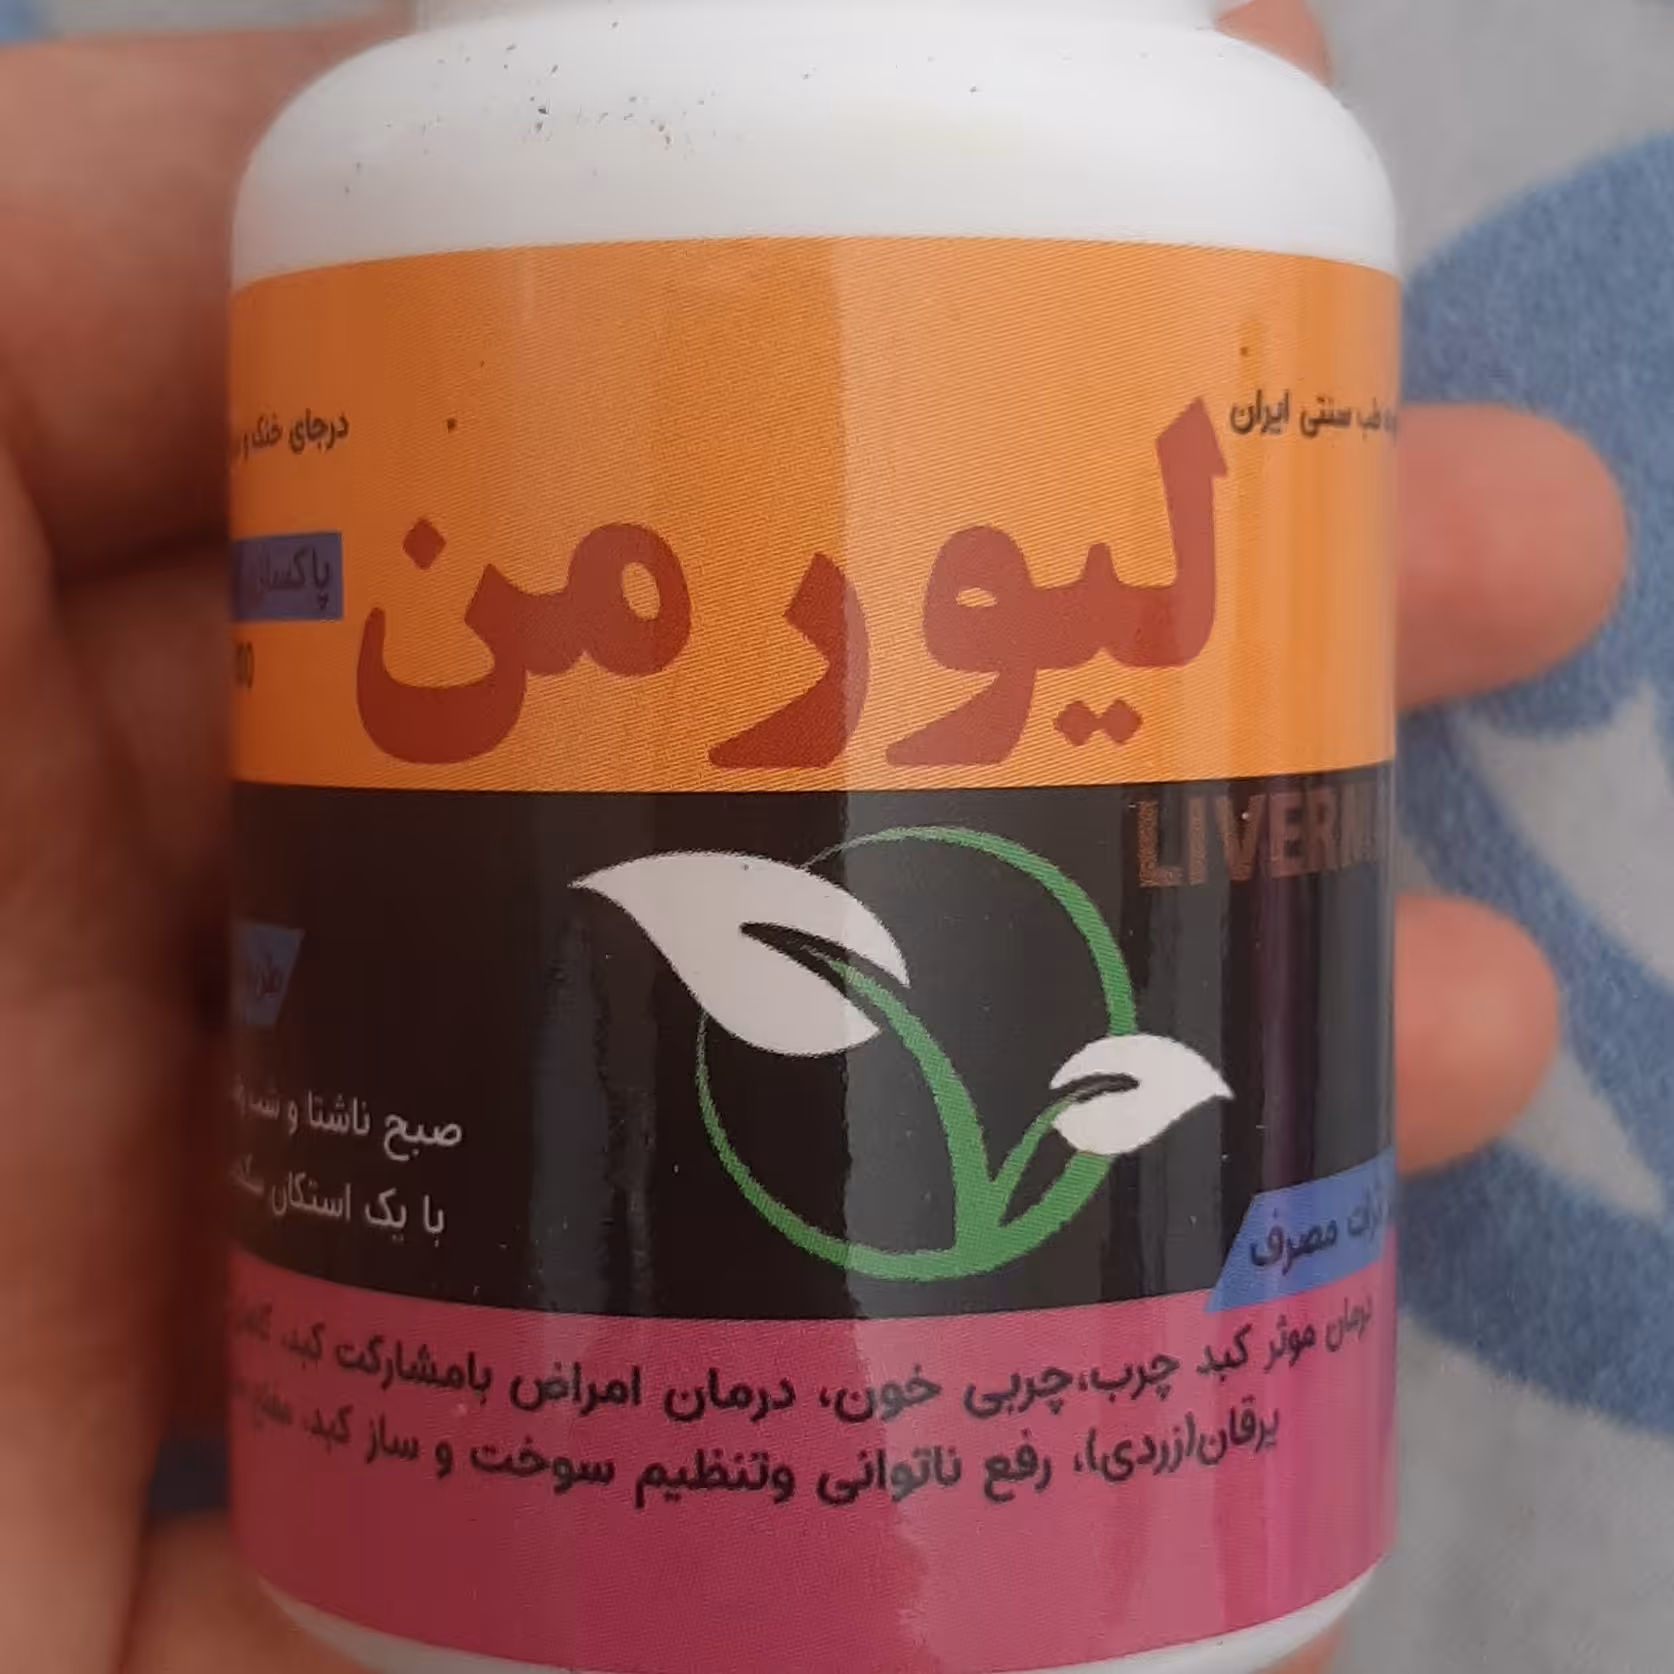 طب سنتی ایران
درجای خنک و
لیورمن
پاکسازی
LIVERM
صبح ناشتا و شب
با یک استکان
مصرف
درمان موثر کبد چرب،چربی خون، درمان امراض بامشارکت کبد،
یرقان(زردی)، رفع ناتوانی وتنظیم سوخت و ساز کبد،